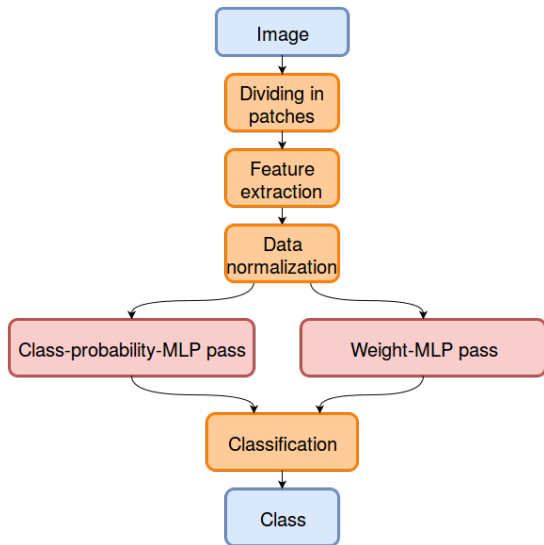 Image
Dividing in
patches
Feature
extraction
Data
normalization
Class-probability-MLP pass
Weight-MLP pass
Classification
Class